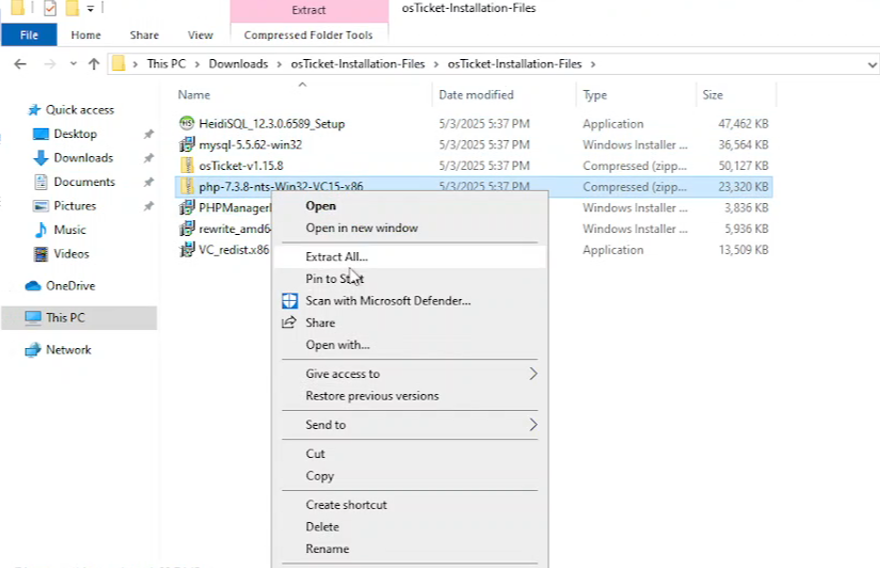 Extract
osTicket-Installation-Files
File
Home
Share
View
Compressed Folder Tools
This PC > Downloads > osTicket-Installation-Files > osTicket-Installation-Files >
Name
Date modified
Type
Size
Quick access
Desktop
Downloads
Documents
Pictures
Music
Videos
OneDrive
This PC
Network
HeidiSQL_12.3.0.6589_Setup 5/3/2025 5:37 PM Application 47,462 KB
mysql-5.5.62-win32 5/3/2025 5:37 PM Windows Installer ... 36,564 KB
osTicket-v1.15.8 5/3/2025 5:37 PM Compressed (zipp... 50,127 KB
php-7.3.8-nts-Win32-VC15-x86 5/3/2025 5:37 PM Compressed (zipp... 23,320 KB
PHPManager Windows Installer ... 3,836 KB
rewrite_amd6 Windows Installer ... 5,936 KB
VC_redist.x86 Application 13,509 KB
Open
Open in new window
Extract All...
Pin to Start
Scan with Microsoft Defender...
Share
Open with...
Give access to
Restore previous versions
Send to
Cut
Copy
Create shortcut
Delete
Rename